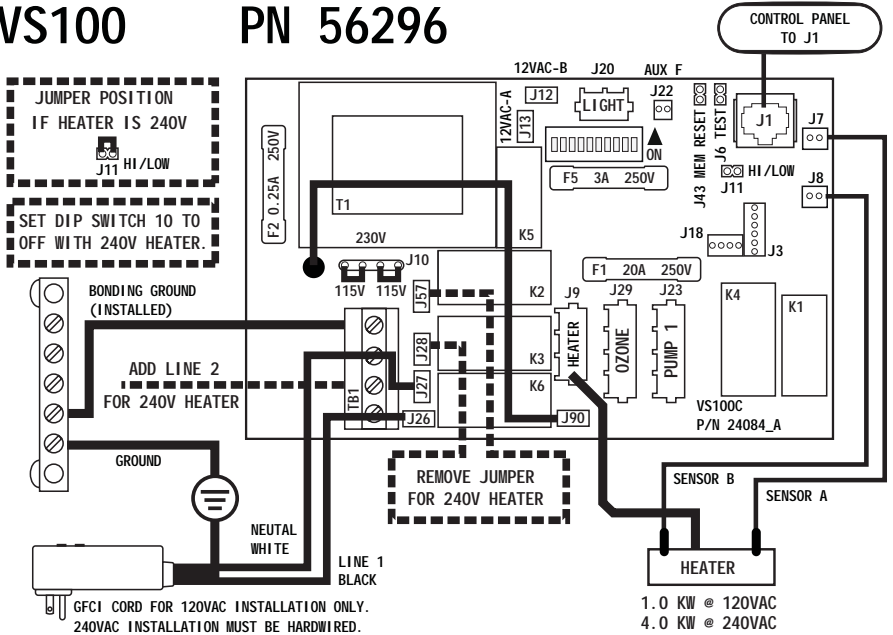 VS100 PN 56296
CONTROL PANEL
TO J1
JUMPER POSITION
IF HEATER IS 240V
J11 HI/LOW
SET DIP SWITCH 10 TO
OFF WITH 240V HEATER.
12VAC-B
J20
AUX F
J12
LIGHT
J22
12VAC-A
J13
ON
F5 3A 250V
J43 MEM RESET
J6 TEST
J1
J7
HI/LOW
J11
J8
F2 0.25A 250V
T1
230V
K5
J18
J3
J10
115V 115V
J57
K2
F1 20A 250V
J9
J29
J23
K4
K1
BONDING GROUND
(INSTALLED)
J28
K3
HEATER
OZONE
PUMP 1
ADD LINE 2
FOR 240V HEATER
TB1
J27
K6
J26
J90
VS100C
P/N 24084_A
GROUND
REMOVE JUMPER
FOR 240V HEATER
SENSOR B
SENSOR A
NEUTAL
WHITE
LINE 1
BLACK
HEATER
GFCI CORD FOR 120VAC INSTALLATION ONLY.
240VAC INSTALLATION MUST BE HARDWIRED.
1.0 KW @ 120VAC
4.0 KW @ 240VAC